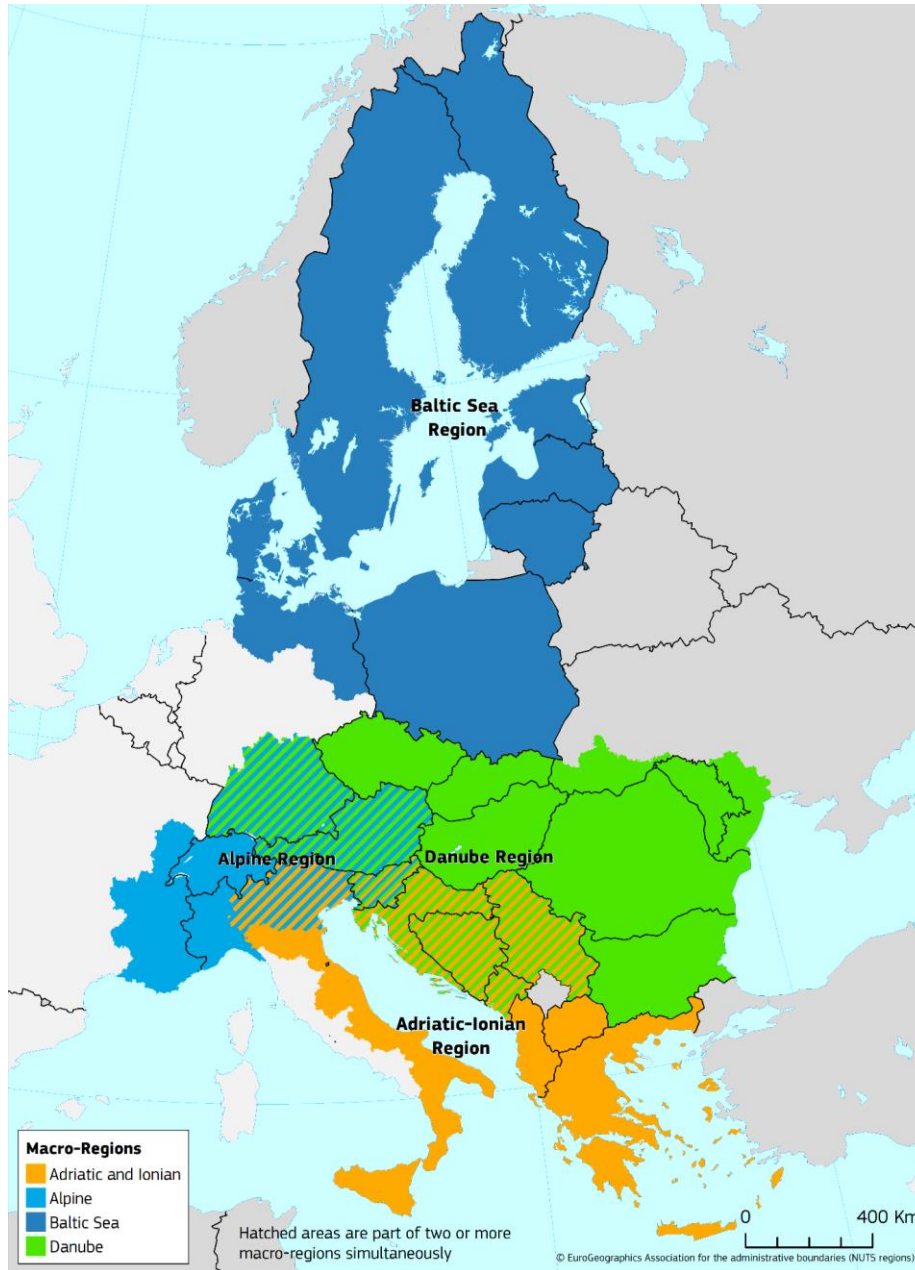 Baltic Sea
Region
Alpine Region
Danube Region
Adriatic-Ionian
Region
Macro-Regions
Adriatic and Ionian
Alpine
Baltic Sea
Danube
Hatched areas are part of two or more
macro-regions simultaneously
0 400 Km
© EuroGeographics Association for the administrative boundaries (NUTS regions)